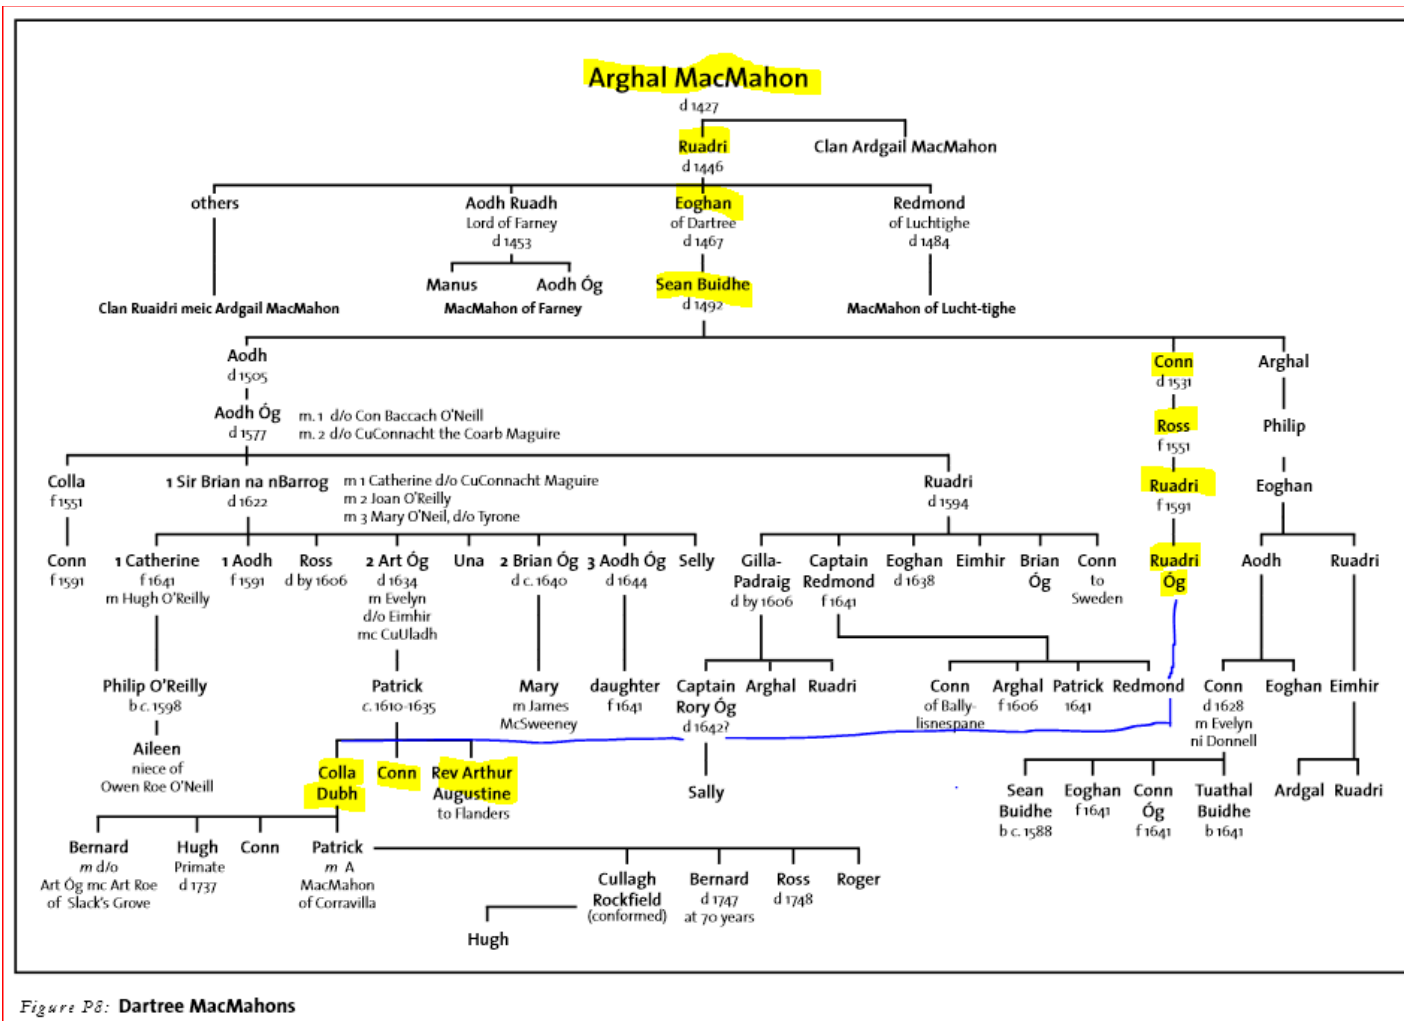 Arghal MacMahon
d 1427
Ruadri
d 1446
Clan Ardgail MacMahon
others
Aodh Ruadh
Lord of Farney
d 1453
Eoghan
of Dartree
d 1467
Redmond
of Luchtighe
d 1484
Manus
Aodh Óg
Sean Buidhe
d 1492
Clan Ruaidri meic Ardgail MacMahon
MacMahon of Farney
MacMahon of Lucht-tighe
Aodh
d 1505
Conn
d 1531
Arghal
Aodh Óg
d 1577
m. 1 d/o Con Baccach O'Neill
m. 2 d/o CuConnacht the Coarb Maguire
Ross
f 1551
Philip
Colla
f 1551
1 Sir Brian na nBarrog
d 1622
m 1 Catherine d/o CuConnacht Maguire
m 2 Joan O'Reilly
m 3 Mary O'Neil, d/o Tyrone
Ruadri
d 1594
Ruadri
f 1591
Eoghan
Conn
f 1591
1 Catherine
f 1641
m Hugh O'Reilly
1 Aodh
f 1591
Ross
d by 1606
2 Art Óg
d 1634
m Evelyn
d/o Eimhir
mc CuUladh
Una
2 Brian Óg
d c. 1640
3 Aodh Óg
d 1644
Selly
Gilla-
Padraig
d by 1606
Captain
Redmond
f 1641
Eoghan
d 1638
Eimhir
Brian
Óg
Conn
to
Sweden
Ruadri
Óg
Aodh
Ruadri
Philip O'Reilly
b c. 1598
Patrick
c. 1610-1635
Mary
m James
McSweeney
daughter
f 1641
Captain
Rory Óg
d 1642?
Arghal
Ruadri
Conn
of Bally-
lisnespane
Arghal
f 1606
Patrick
1641
Redmond
Conn
d 1628
m Evelyn
ni Donnell
Eoghan
Eimhir
Aileen
niece of
Owen Roe O'Neill
Colla
Dubh
Conn
Rev Arthur
Augustine
to Flanders
Sally
Sean
Buidhe
b c. 1588
Eoghan
f 1641
Conn
Óg
f 1641
Tuathal
Buidhe
b 1641
Ardgal
Ruadri
Bernard
m d/o
Art Óg mc Art Roe
of Slack's Grove
Hugh
Primate
d 1737
Conn
Patrick
m A
MacMahon
of Corravilla
Cullagh
Rockfield
(conformed)
Bernard
d 1747
at 70 years
Ross
d 1748
Roger
Hugh
Figure P8: Dartree MacMahons